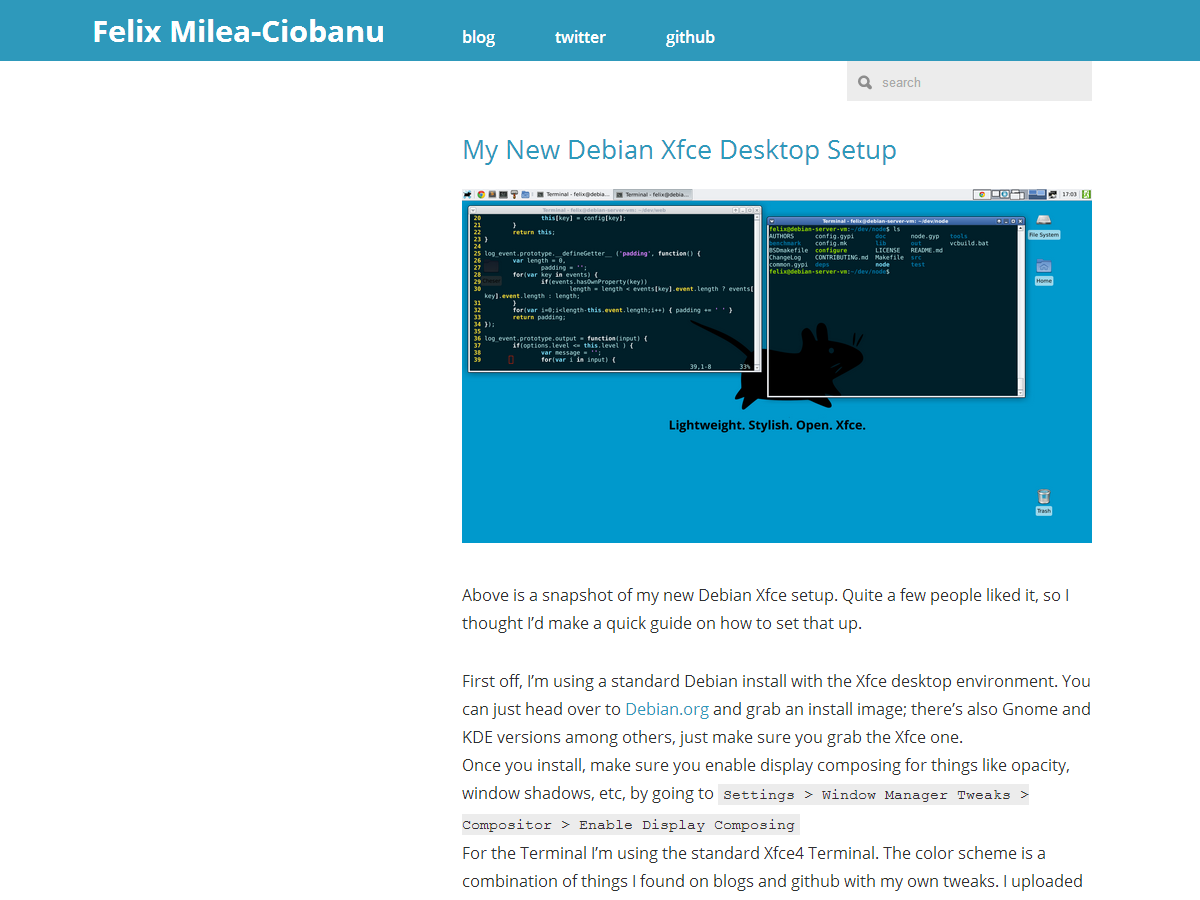 Felix Milea-Ciobanu
blog twitter github
search
My New Debian Xfce Desktop Setup
Terminal - felix@debia... Terminal - felix@debia... 17:03
Terminal - felix@debian-server-vm: ~/dev/web
20 this[key] = config[key];
21 }
22 return this;
23 }
24
25 log_event.prototype.__defineGetter__ ('padding', function() {
26 var length = 0,
27 padding = '';
28 for(var key in events) {
29 if(events.hasOwnProperty(key))
30 length = length < events[key].event.length ? events[
key].event.length : length;
31 }
32 for(var i=0;i<length-this.event.length;i++) { padding += ' ' }
33 return padding;
34 });
35
36 log_event.prototype.output = function(input) {
37 if(options.level <= this.level ) {
38 var message = '';
39 for(var i in input) {
39,1-8 33%
Terminal - felix@debian-server-vm: ~/dev/node
felix@debian-server-vm:~/dev/node$ ls
AUTHORS config.gypi doc node.gyp tools
benchmark config.mk lib out vcbuild.bat
BSDmakefile configure LICENSE README.md
ChangeLog CONTRIBUTING.md Makefile src
common.gypi deps node test
felix@debian-server-vm:~/dev/node$
File System
Home
Lightweight. Stylish. Open. Xfce.
Trash
Above is a snapshot of my new Debian Xfce setup. Quite a few people liked it, so I
thought I’d make a quick guide on how to set that up.
First off, I’m using a standard Debian install with the Xfce desktop environment. You
can just head over to Debian.org and grab an install image; there’s also Gnome and
KDE versions among others, just make sure you grab the Xfce one.
Once you install, make sure you enable display composing for things like opacity,
window shadows, etc, by going to Settings > Window Manager Tweaks >
Compositor > Enable Display Composing
For the Terminal I’m using the standard Xfce4 Terminal. The color scheme is a
combination of things I found on blogs and github with my own tweaks. I uploaded